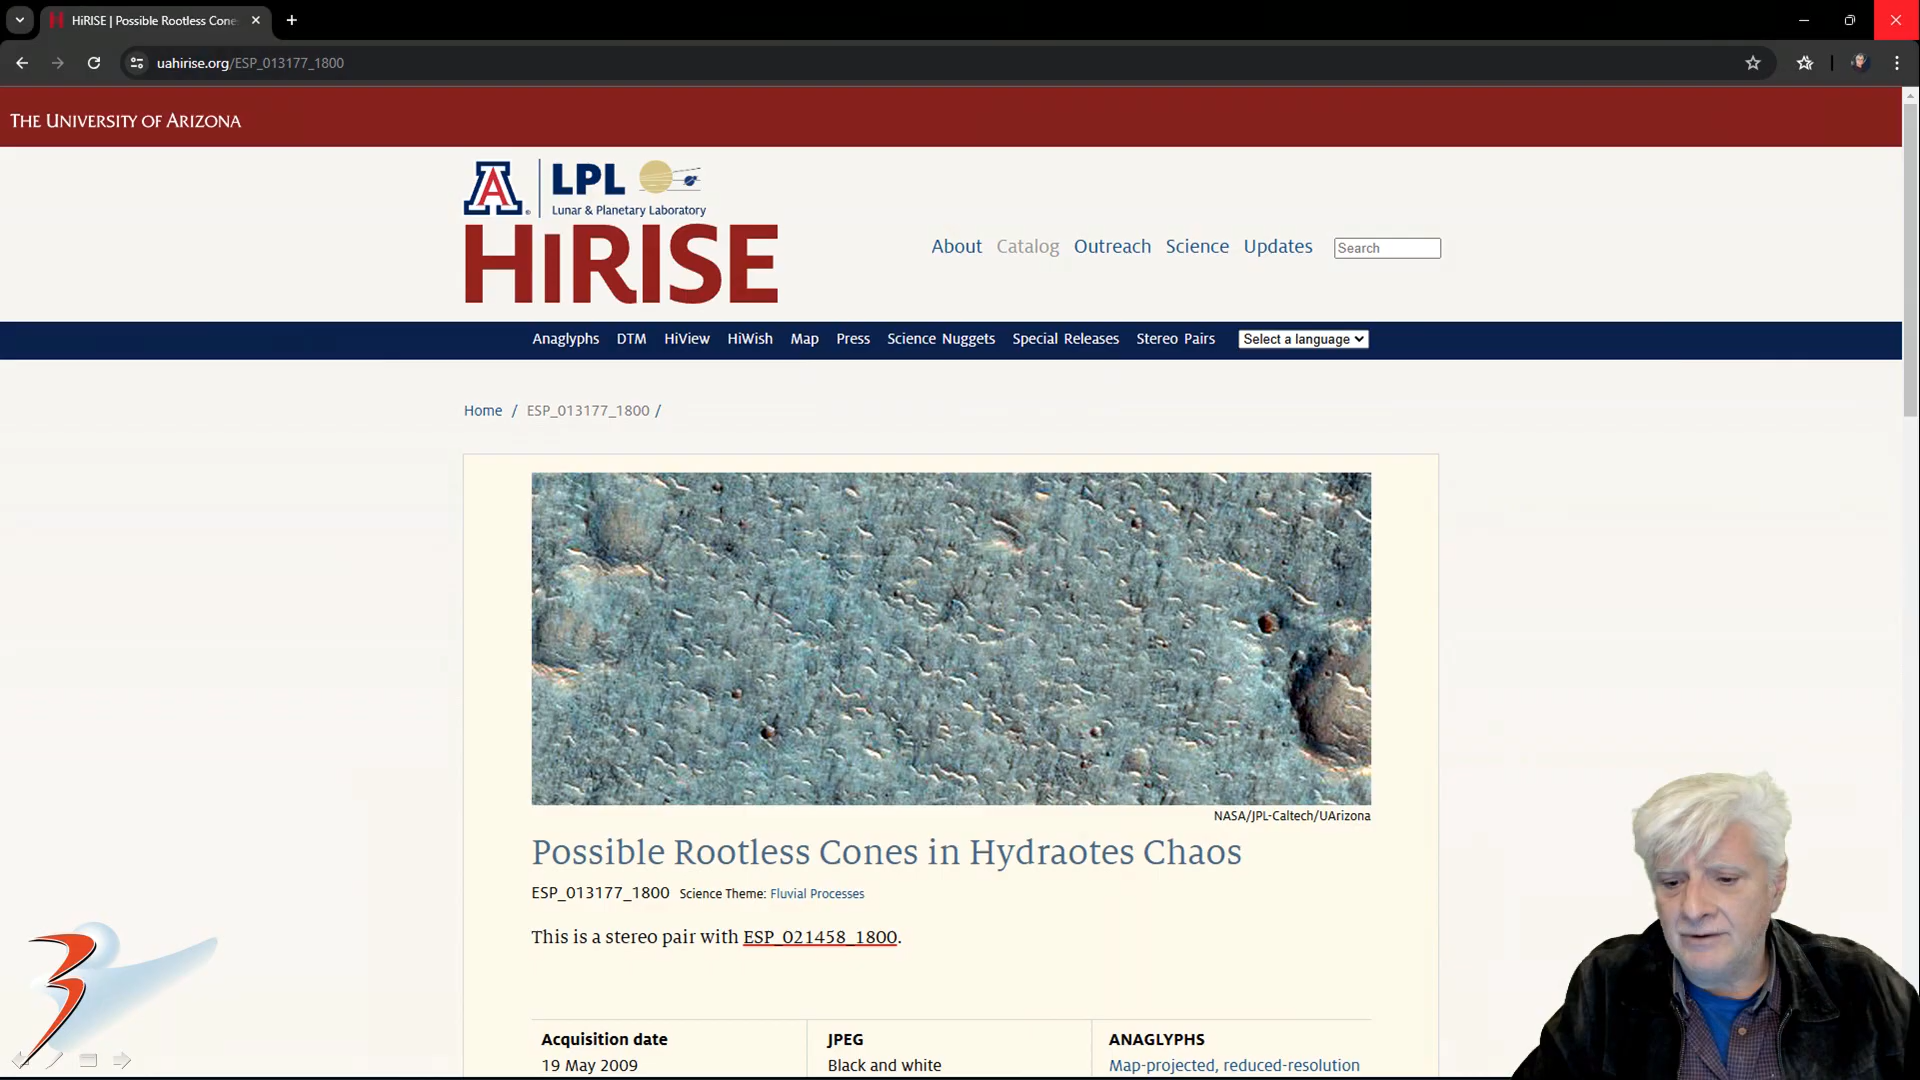 HiRISE | Possible Rootless Cone
uahirise.org/ESP_013177_1800
THE UNIVERSITY OF ARIZONA
A
LPL
Lunar & Planetary Laboratory
HiRISE
About Catalog Outreach Science Updates Search
Anaglyphs DTM HiView HiWish Map Press Science Nuggets Special Releases Stereo Pairs Select a language
Home / ESP_013177_1800 /
NASA/JPL-Caltech/UArizona
Possible Rootless Cones in Hydraotes Chaos
ESP_013177_1800 Science Theme: Fluvial Processes
This is a stereo pair with ESP_021458_1800.
Acquisition date JPEG ANAGLYPHS
19 May 2009 Black and white Map-projected, reduced-resolution